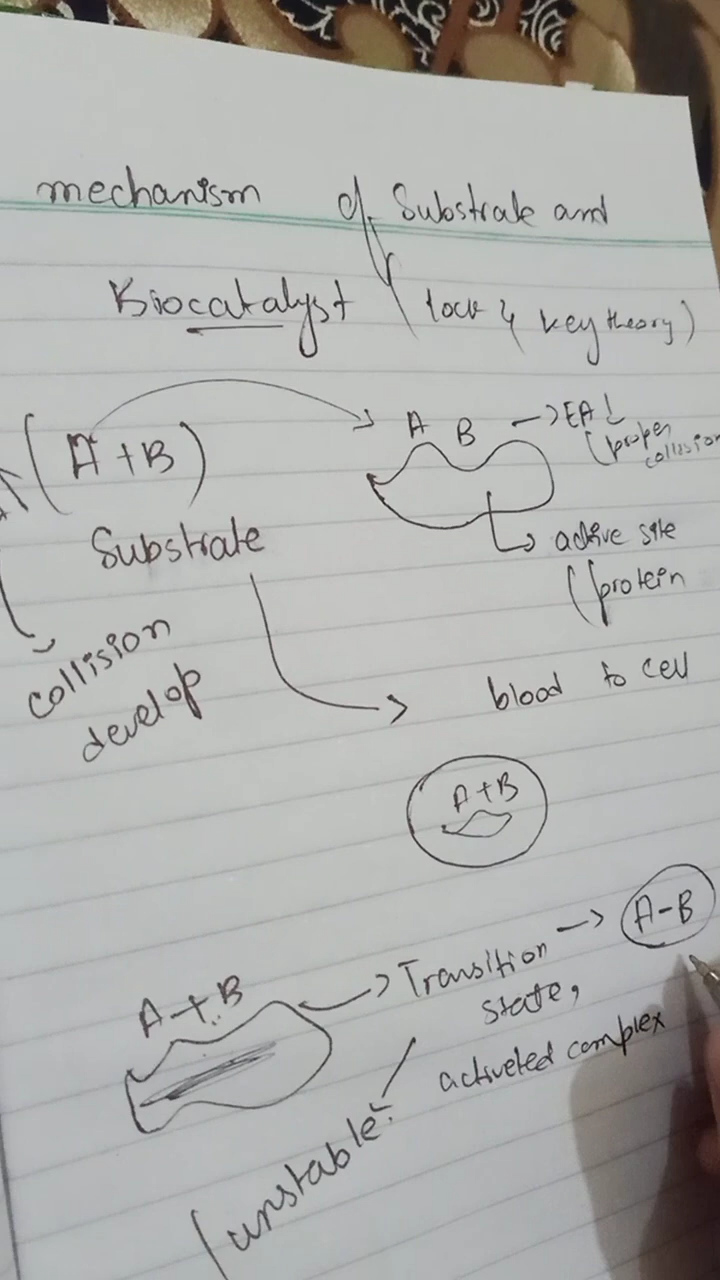 mechanism of Substrate and
Biocatalyst (lock & key theory)
(A + B)
A B → EA↓
(proper
collision
Substrate
active site
(protein
collision
develop
blood to cell
A+B
A-B
A + B
Transition
state,
activeted complex
(unstable